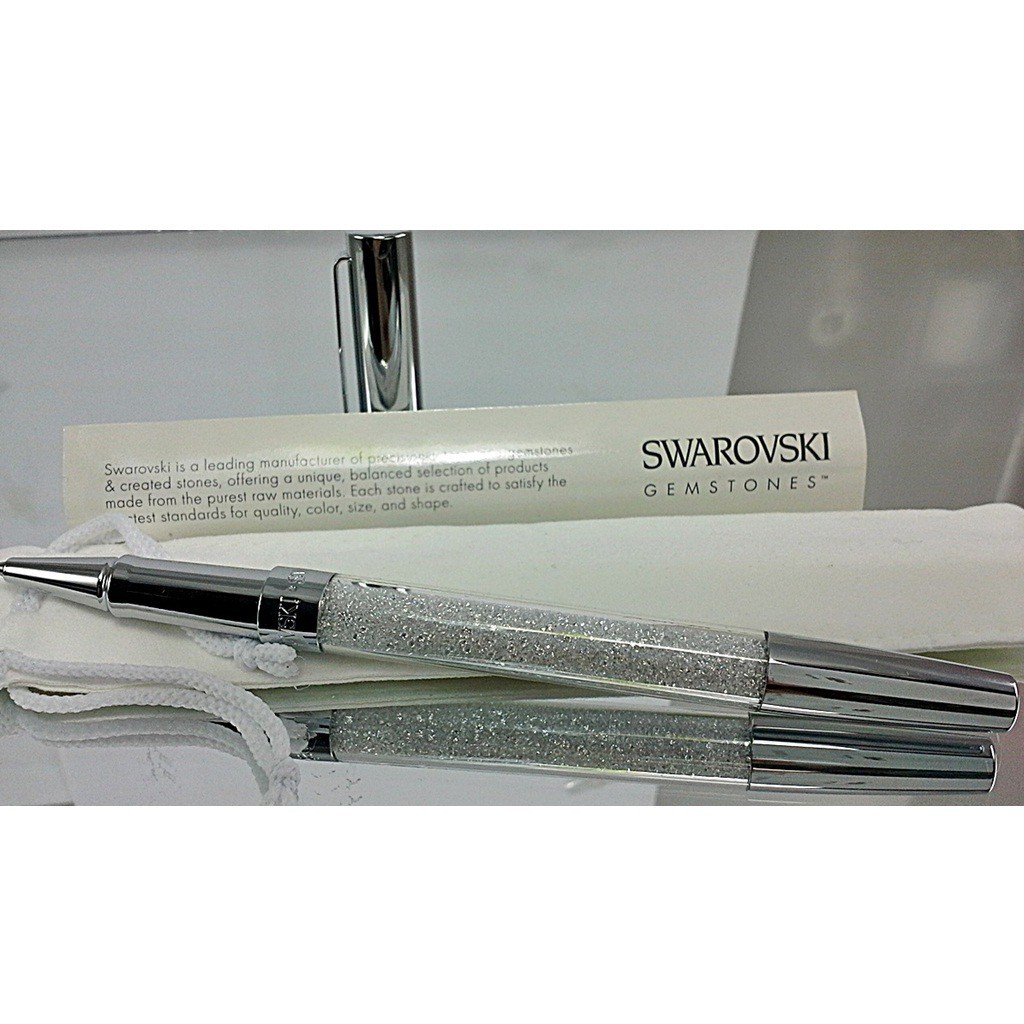 Swarovski is a leading manufacturer of gemstones
& created stones, offering a unique, balanced selection of products
made from the purest raw materials. Each stone is crafted to satisfy the
standards for quality, color, size, and shape.
SWAROVSKI
GEMSTONES™